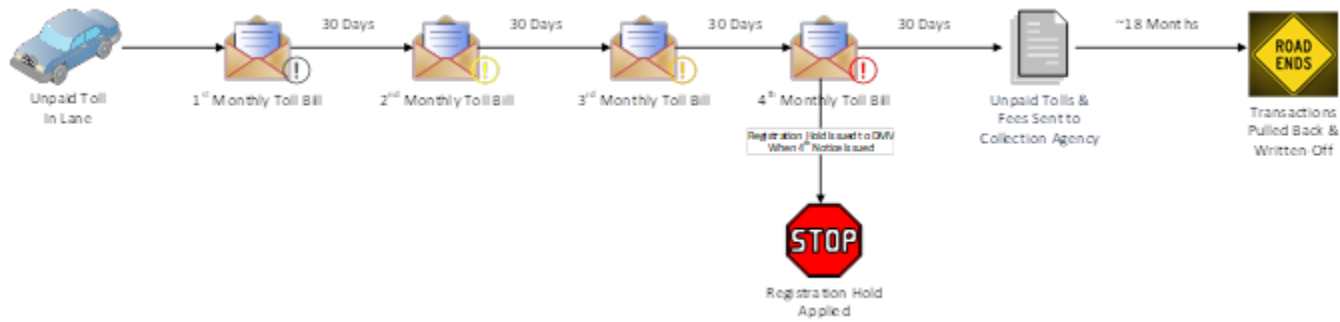 30 Days
30 Days
30 Days
30 Days
~18 Months
Unpaid Toll
In Lane
1st Monthly Toll Bill
2nd Monthly Toll Bill
3rd Monthly Toll Bill
4th Monthly Toll Bill
Unpaid Tolls &
Fees Sent to
Collection Agency
ROAD
ENDS
Transactions
Pulled Back &
Written-Off
Registration Hold Issued to DMV
When 4th Notice Issued
STOP
Registration Hold
Applied